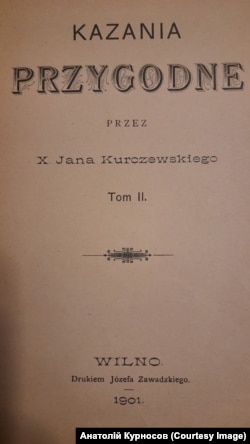 KAZANIA
PRZYGODNE
PRZEZ
X. Jana Kurczewskiego
Tom II.
WILNO.
Drukiem Józefa Zawadzkiego.
1901.
Анатолій Курносов (Courtesy Image)